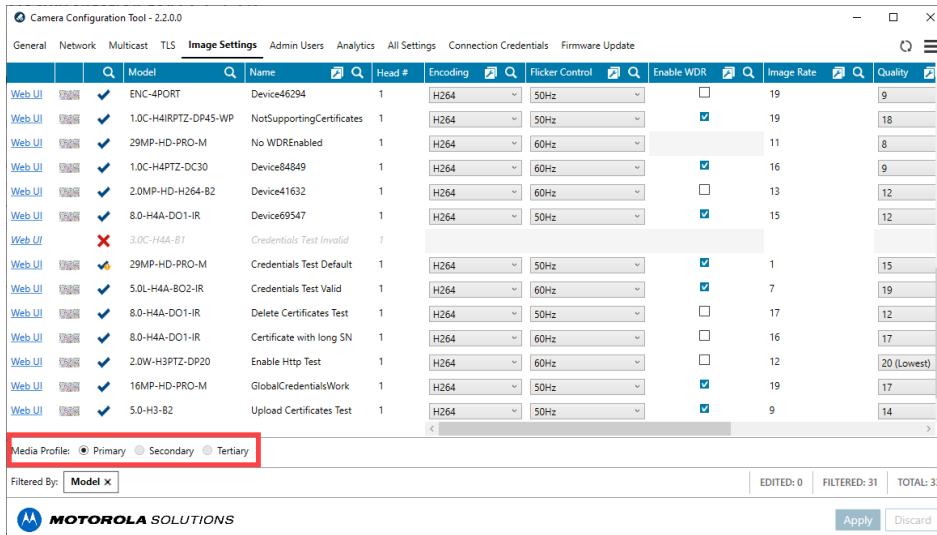 Camera Configuration Tool - 2.2.0.0
General Network Multicast TLS Image Settings Admin Users Analytics All Settings Connection Credentials Firmware Update
Model Name Head # Encoding Flicker Control Enable WDR Image Rate Quality
Web UI ENC-4PORT Device46294 1 H264 50Hz 19 9
Web UI 1.0C-H4IRPTZ-DP45-WP NotSupportingCertificates 1 H264 50Hz 19 18
Web UI 29MP-HD-PRO-M No WDREnabled 1 H264 60Hz 11 8
Web UI 1.0C-H4PTZ-DC30 Device84849 1 H264 60Hz 16 9
Web UI 2.0MP-HD-H264-B2 Device41632 1 H264 60Hz 13 12
Web UI 8.0-H4A-DO1-IR Device69547 1 H264 50Hz 15 12
Web UI 3.0C-H4A-B1 Credentials Test Invalid 1
Web UI 29MP-HD-PRO-M Credentials Test Default 1 H264 50Hz 1 15
Web UI 5.0L-H4A-BO2-IR Credentials Test Valid 1 H264 60Hz 7 19
Web UI 8.0-H4A-DO1-IR Delete Certificates Test 1 H264 50Hz 17 12
Web UI 8.0-H4A-DO1-IR Certificate with long SN 1 H264 60Hz 16 17
Web UI 2.0W-H3PTZ-DP20 Enable Http Test 1 H264 60Hz 12 20 (Lowest)
Web UI 16MP-HD-PRO-M GlobalCredentialsWork 1 H264 50Hz 19 17
Web UI 5.0-H3-B2 Upload Certificates Test 1 H264 50Hz 9 14
Media Profile: Primary Secondary Tertiary
Filtered By: Model × EDITED: 0 FILTERED: 31 TOTAL:
MOTOROLA SOLUTIONS Apply Discard